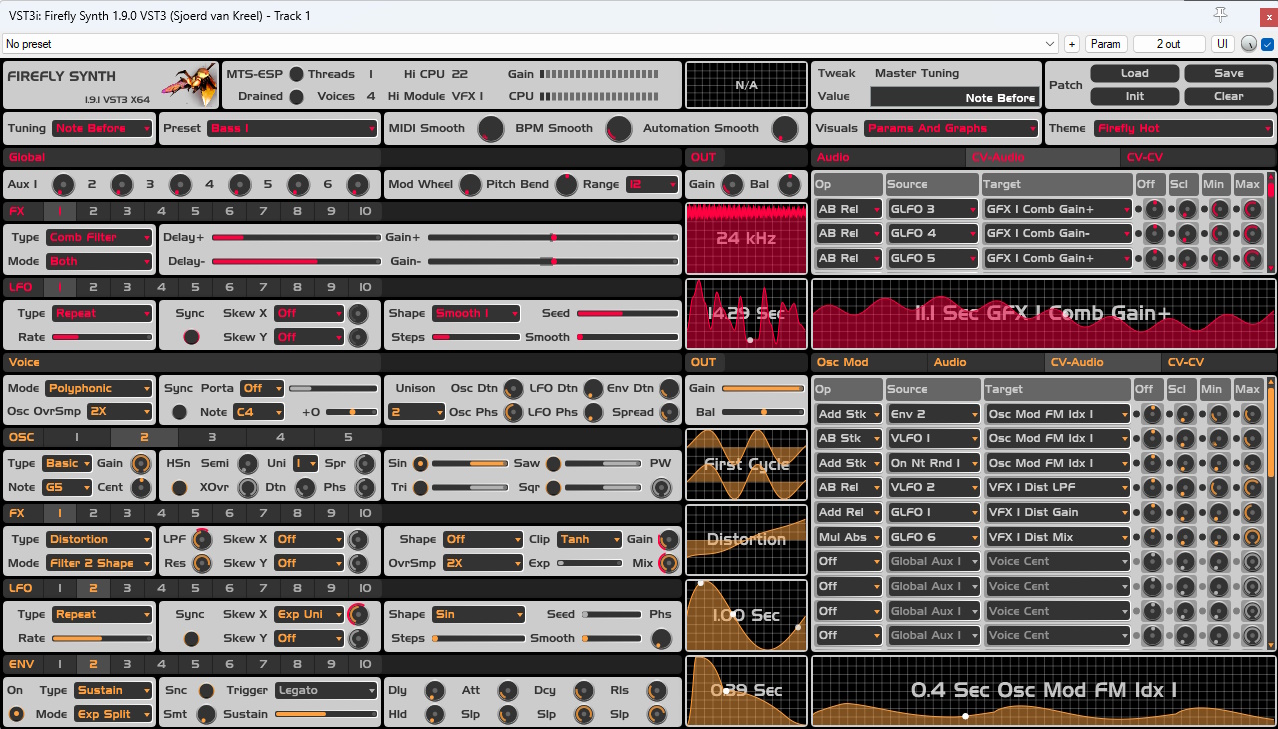 VST3i: Firefly Synth 1.9.0 VST3 (Sjoerd van Kreel) - Track 1
No preset + Param 2 out UI
FIREFLY SYNTH
1.9.1 VST3 X64
MTS-ESP Threads 1 Hi CPU 22 Gain
Drained Voices 4 Hi Module VFX 1 CPU
N/A
Tweak Master Tuning
Value Note Before
Patch Load Save
Init Clear
Tuning Note Before Preset Bass 1 MIDI Smooth BPM Smooth Automation Smooth Visuals Params And Graphs Theme Firefly Hot
Global OUT Audio CV-Audio CV-CV
Aux 1 2 3 4 5 6 Mod Wheel Pitch Bend Range 12 Gain Bal
Op Source Target Off Scl Min Max
FX 1 2 3 4 5 6 7 8 9 10
AB Rel GLFO 3 GFX 1 Comb Gain+
Type Comb Filter Delay+ Gain+ 24 kHz
AB Rel GLFO 4 GFX 1 Comb Gain-
Mode Both Delay- Gain-
AB Rel GLFO 5 GFX 1 Comb Gain+
LFO 1 2 3 4 5 6 7 8 9 10
Type Repeat Sync Skew X Off Shape Smooth 1 Seed 14.29 Sec 11.1 Sec GFX 1 Comb Gain+
Rate Skew Y Off Steps Smooth
Voice OUT Osc Mod Audio CV-Audio CV-CV
Mode Polyphonic Sync Porta Off Unison Osc Dtn LFO Dtn Env Dtn Gain
Op Source Target Off Scl Min Max
Osc OvrSmp 2X Note C4 +0 2 Osc Phs LFO Phs Spread Bal
Add Stk Env 2 Osc Mod FM Idx 1
OSC 1 2 3 4 5
AB Stk VLFO 1 Osc Mod FM Idx 1
Type Basic Gain HSn Semi Uni 1 Spr Sin Saw PW First Cycle
Add Stk On Nt Rnd 1 Osc Mod FM Idx 1
Note G5 Cent XOvr Dtn Phs Tri Sqr
AB Rel VLFO 2 VFX 1 Dist LPF
FX 1 2 3 4 5 6 7 8 9 10
Add Rel GLFO 1 VFX 1 Dist Gain
Type Distortion LPF Skew X Off Shape Off Clip Tanh Gain Distortion
Mul Abs GLFO 6 VFX 1 Dist Mix
Mode Filter 2 Shape Res Skew Y Off OvrSmp 2X Exp Mix
Off Global Aux 1 Voice Cent
LFO 1 2 3 4 5 6 7 8 9 10
Off Global Aux 1 Voice Cent
Type Repeat Sync Skew X Exp Uni Shape Sin Seed Phs 1.00 Sec
Off Global Aux 1 Voice Cent
Rate Skew Y Off Steps Smooth
Off Global Aux 1 Voice Cent
ENV 1 2 3 4 5 6 7 8 9 10
On Type Sustain Snc Trigger Legato Dly Att Dcy Rls 0.39 Sec 0.4 Sec Osc Mod FM Idx 1
Mode Exp Split Smt Sustain Hld Slp Slp Slp